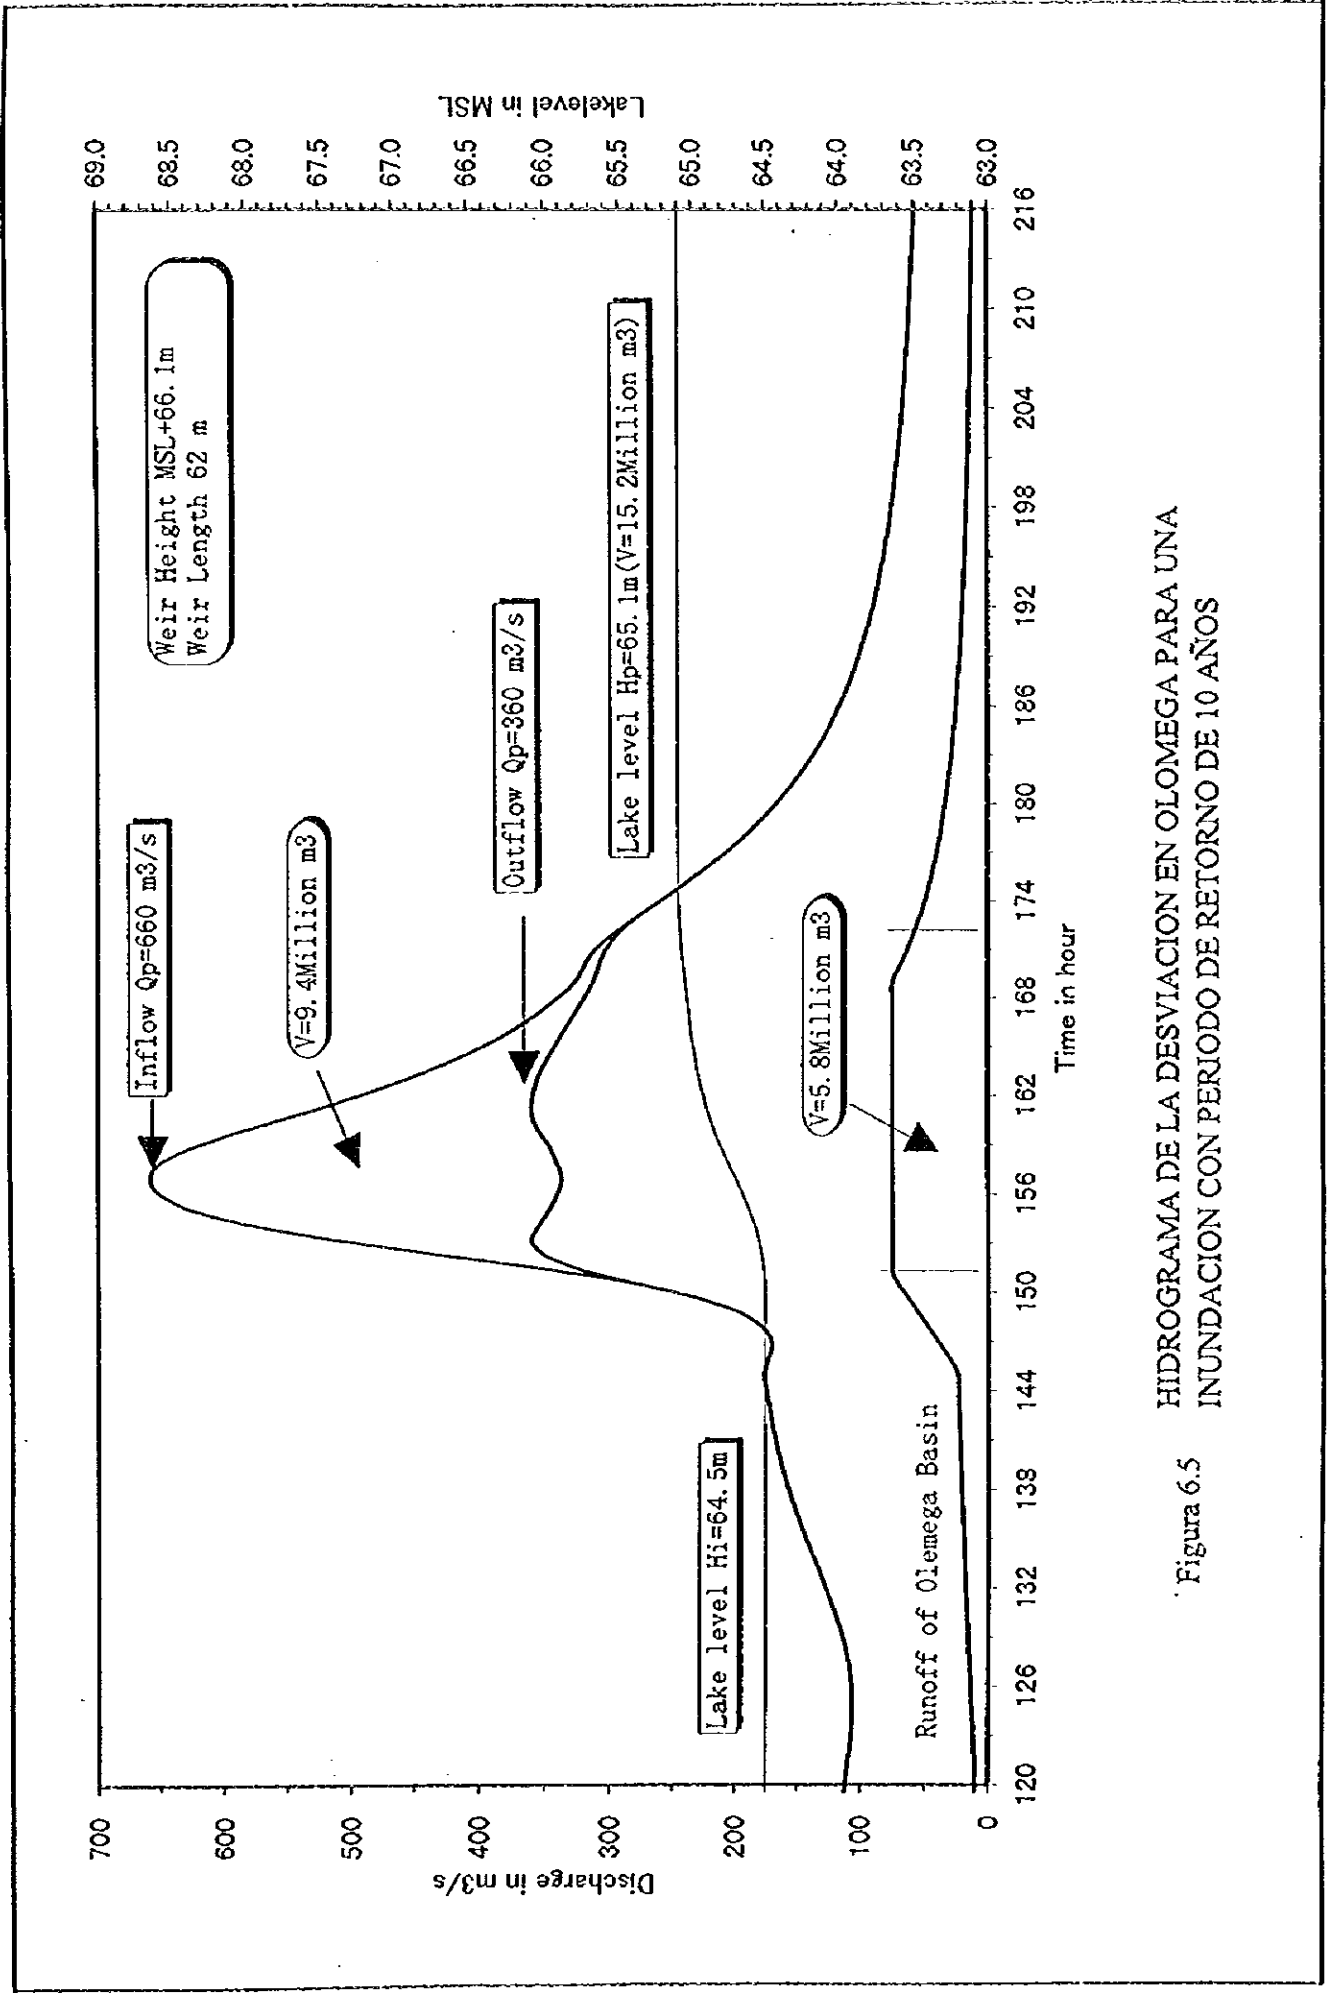 Weir Height MSL+66.1m
Weir Length 62 m
Inflow Qp=660 m3/s
V=9.4Million m3
Outflow Qp=360 m3/s
Lake level Hp=65.1m(V=15.2Million m3)
Lake level Hi=64.5m
V=5.8Million m3
Runoff of Olemega Basin
Discharge in m3/s
700
600
500
400
300
200
100
0
Lakelevel in MSL
69.0
68.5
68.0
67.5
67.0
66.5
66.0
65.5
65.0
64.5
64.0
63.5
63.0
120 126 132 138 144 150 156 162 168 174 180 186 192 198 204 210 216
Time in hour
Figura 6.5 HIDROGRAMA DE LA DESVIACION EN OLOMEGA PARA UNA
INUNDACION CON PERIODO DE RETORNO DE 10 AÑOS